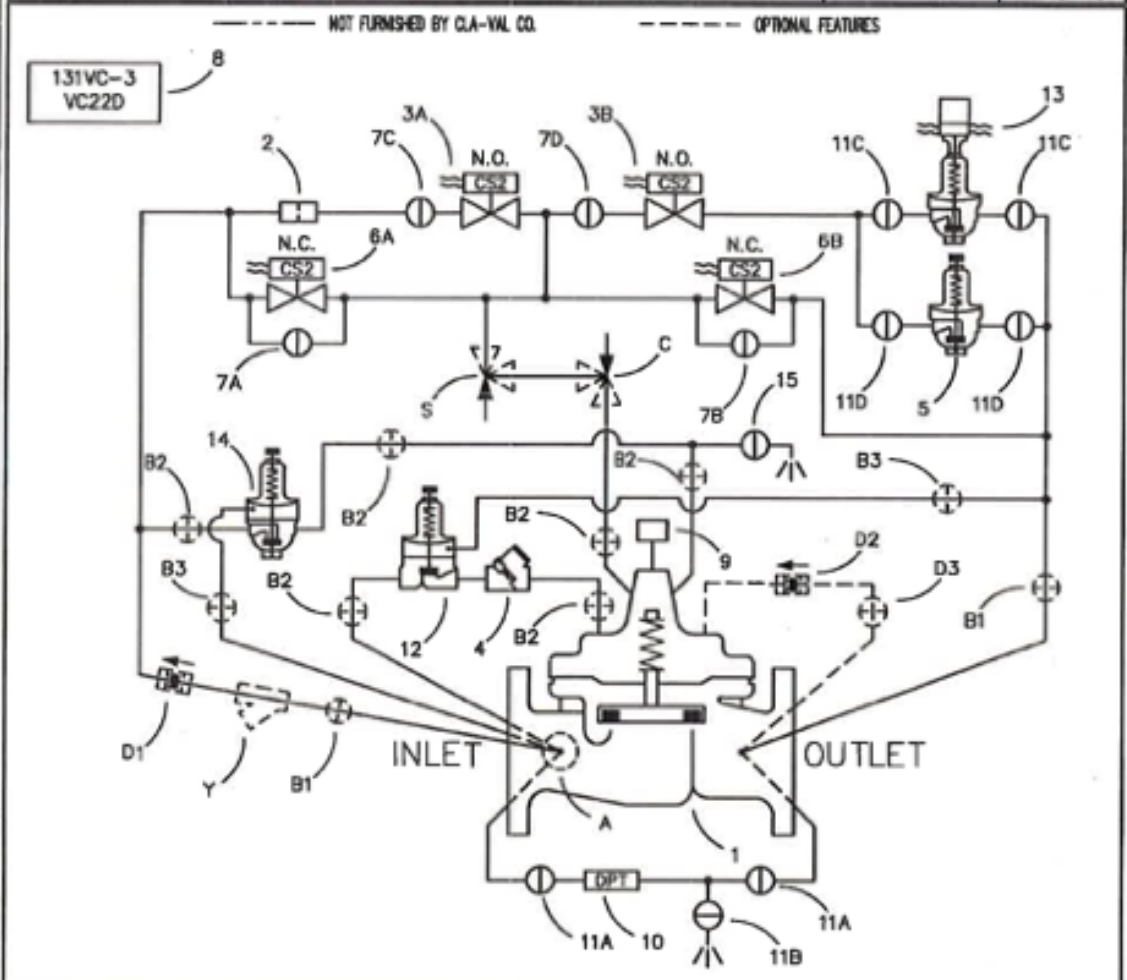 NOT FURNISHED BY CLA-VAL CO.
OPTIONAL FEATURES
131VC-3
VC22D
8
2
7C
3A
N.O.
CS2
7D
3B
N.O.
CS2
11C
13
11C
N.C.
CS2
6A
N.C.
CS2
6B
7A
S
C
7B
15
11D
5
11D
14
B2
B2
B2
B3
B2
9
D2
D3
B3
B2
12
4
B2
B1
D1
Y
B1
INLET
OUTLET
A
1
DPT
11A
10
11B
11A